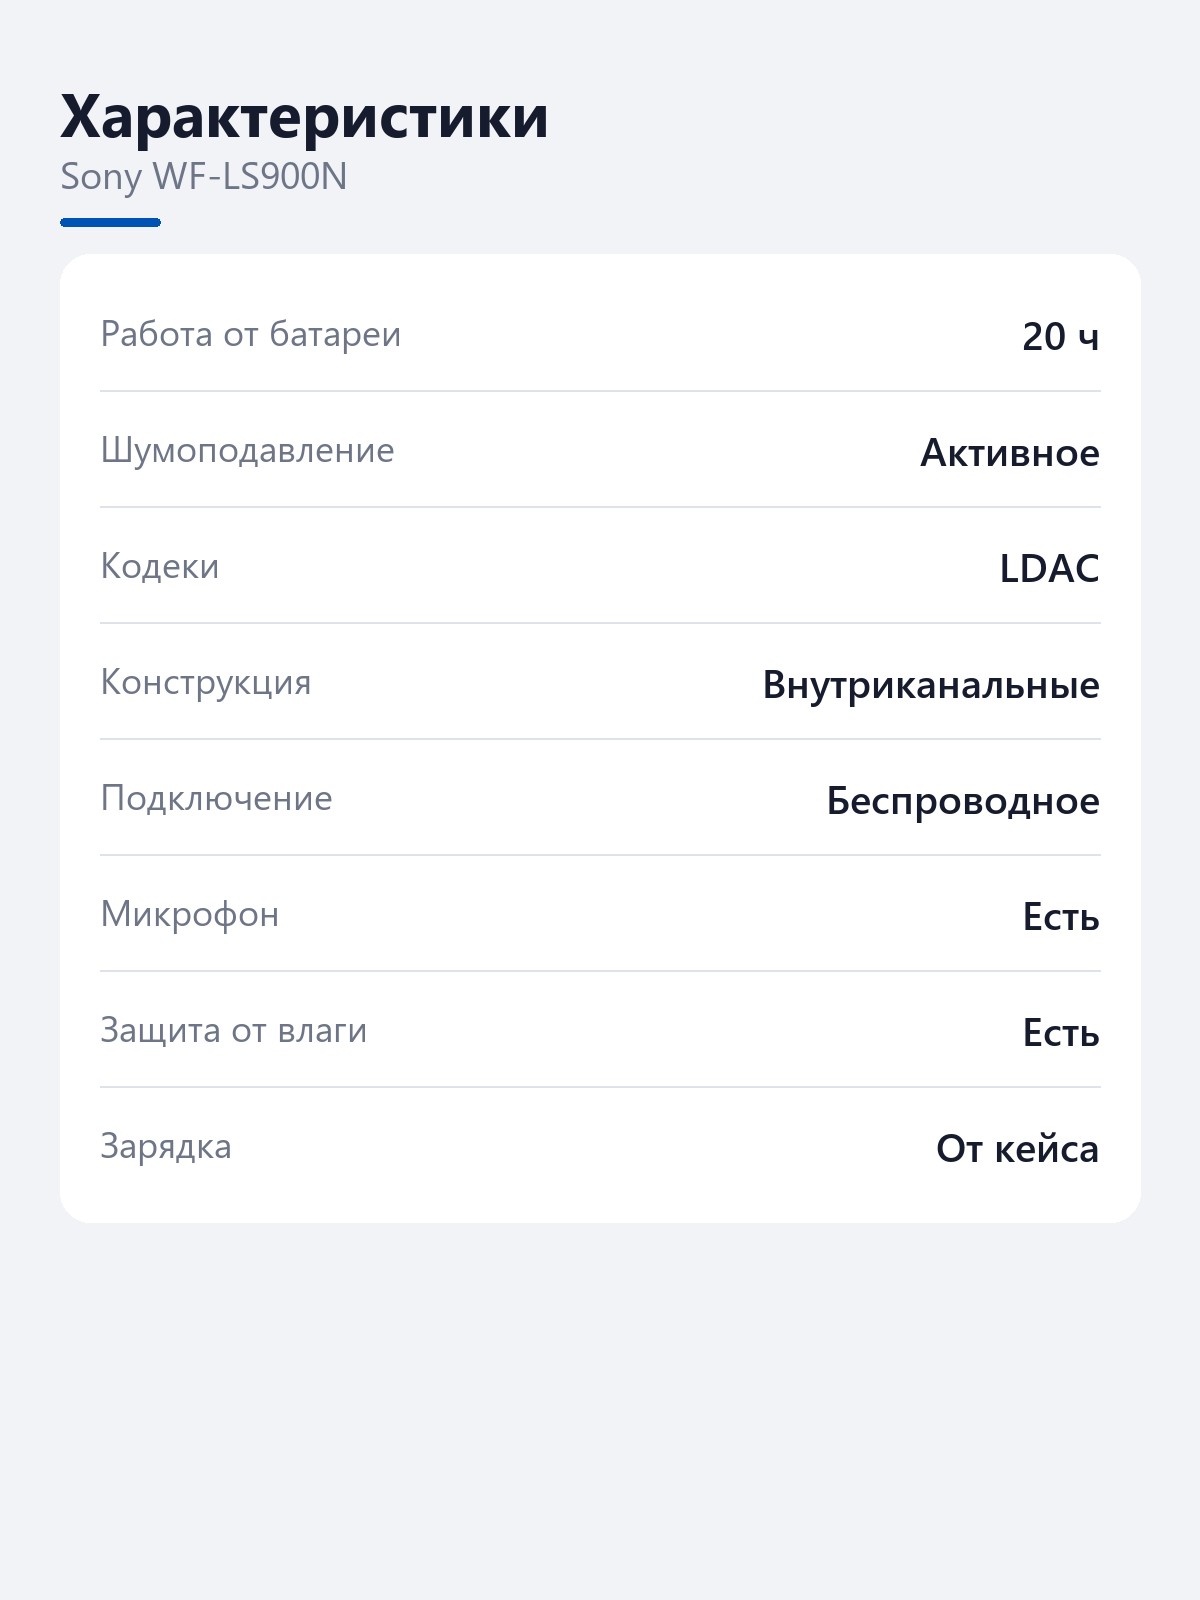 Характеристики
Sony WF-LS900N
Работа от батареи 20 ч
Шумоподавление Активное
Кодеки LDAC
Конструкция Внутриканальные
Подключение Беспроводное
Микрофон Есть
Защита от влаги Есть
Зарядка От кейса